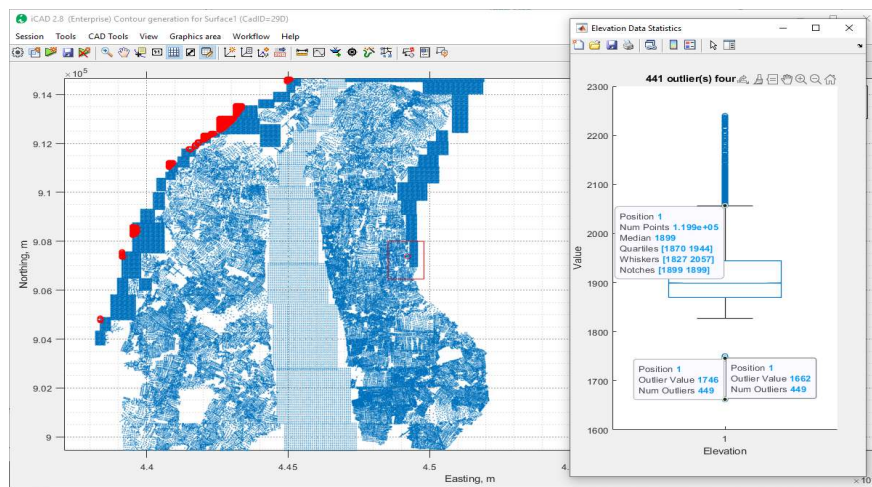 iCAD 2.8 (Enterprise) Contour generation for Surface1 (CadID=29D)
Session Tools CAD Tools View Graphics area Workflow Help
× 10^5
9.14
9.12
9.1
9.08
9.06
9.04
9.02
9
Northing, m
4.4
4.45
4.5
4.
Easting, m
× 10
Elevation Data Statistics
441 outlier(s) four
2300
2200
2100
2000
1900
1800
1700
1600
Value
Position 1
Num Points 1.199e+05
Median 1899
Quartiles [1870 1944]
Whiskers [1827 2057]
Notches [1899 1899]
Position 1
Outlier Value 1746
Num Outliers 449
Position 1
Outlier Value 1662
Num Outliers 449
1
Elevation